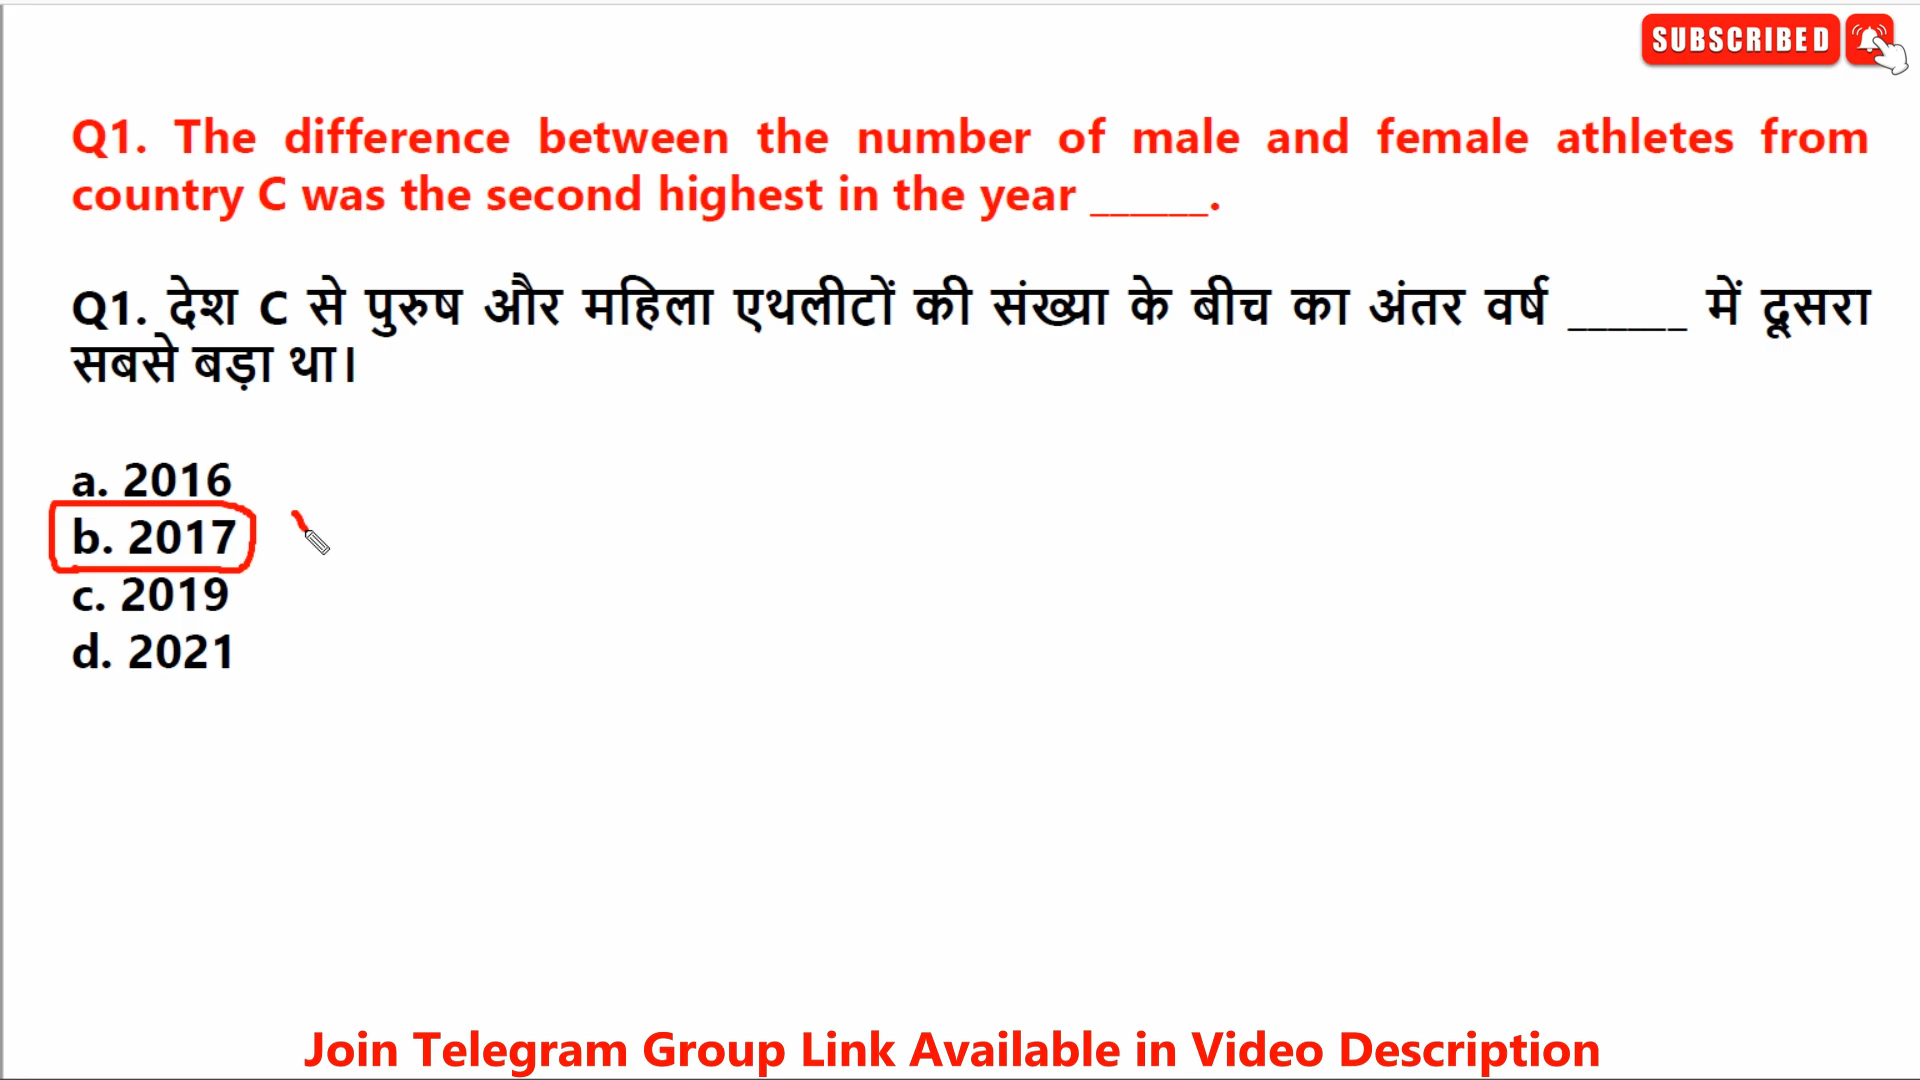 SUBSCRIBED
Q1. The difference between the number of male and female athletes from
country C was the second highest in the year ______.
Q1. देश C से पुरुष और महिला एथलीटों की संख्या के बीच का अंतर वर्ष ______ में दूसरा
सबसे बड़ा था।
a. 2016
b. 2017
c. 2019
d. 2021
Join Telegram Group Link Available in Video Description